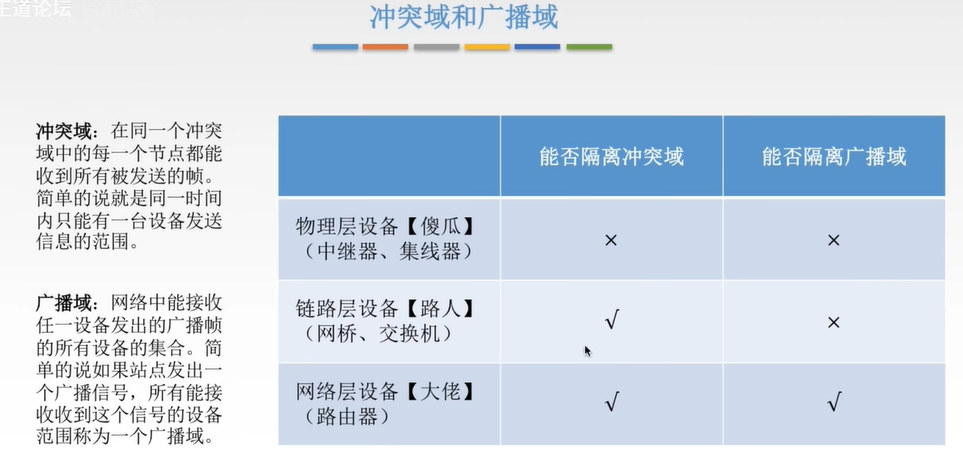 王道论坛
冲突域和广播域
冲突域：在同一个冲突
域中的每一个节点都能
收到所有被发送的帧。
简单的说就是同一时间
内只能有一台设备发送
信息的范围。
广播域：网络中能接收
任一设备发出的广播帧
的所有设备的集合。简
单的说如果站点发出一
个广播信号，所有能接
收收到这个信号的设备
范围称为一个广播域。
能否隔离冲突域 能否隔离广播域
物理层设备【傻瓜】
（中继器、集线器）
× ×
链路层设备【路人】
（网桥、交换机）
√ ×
网络层设备【大佬】
（路由器）
√ √